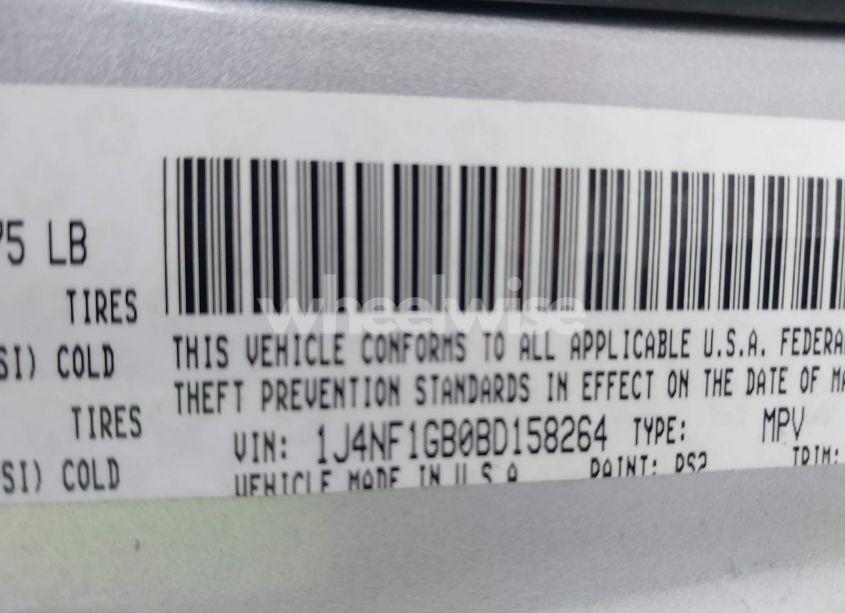 75 LB
TIRES
SI) COLD
TIRES
SI) COLD
THIS VEHICLE CONFORMS TO ALL APPLICABLE U.S.A. FEDERAL
THEFT PREVENTION STANDARDS IN EFFECT ON THE DATE OF MA
VIN: 1J4NF1GB0BD158264 TYPE: MPV
VEHICLE MADE IN U.S.A. PAINT: PS2 TRIM:
wheelwise